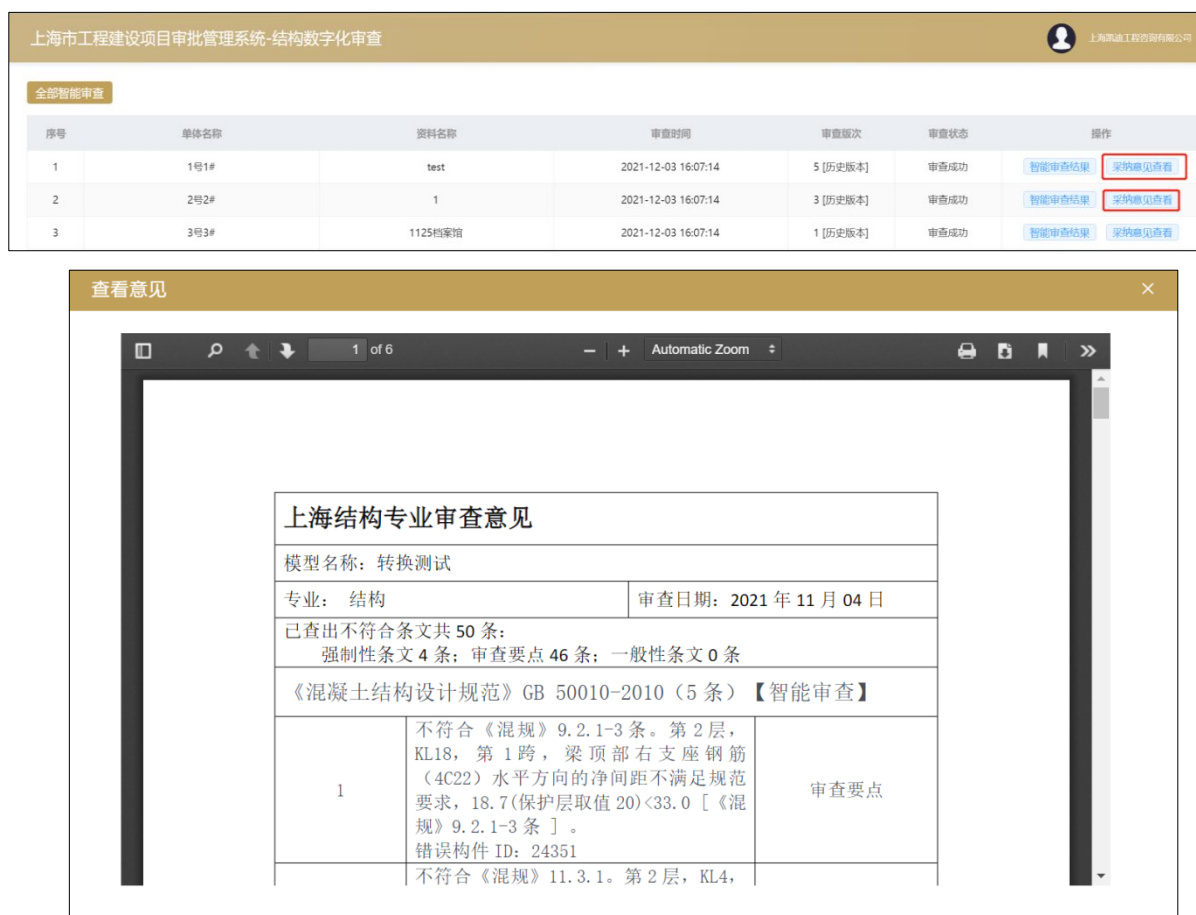 上海市工程建设项目审批管理系统-结构数字化审查
上海凯迪工程咨询有限公司
全部智能审查
序号 单体名称 资料名称 审查时间 审查版次 审查状态 操作
1 1号1# test 2021-12-03 16:07:14 5 [历史版本] 审查成功 智能审查结果 采纳意见查看
2 2号2# 1 2021-12-03 16:07:14 3 [历史版本] 审查成功 智能审查结果 采纳意见查看
3 3号3# 1125档案馆 2021-12-03 16:07:14 1 [历史版本] 审查成功 智能审查结果 采纳意见查看
查看意见
1 of 6 Automatic Zoom
上海结构专业审查意见
模型名称：转换测试
专业： 结构 审查日期：2021 年 11 月 04 日
已查出不符合条文共 50 条：
强制性条文 4 条；审查要点 46 条；一般性条文 0 条
《混凝土结构设计规范》GB 50010-2010（5 条）【智能审查】
不符合《混规》9.2.1-3 条。第 2 层，
KL18，第 1 跨，梁顶部右支座钢筋
（4C22）水平方向的净间距不满足规范
1 要求，18.7(保护层取值 20)<33.0 [《混 审查要点
规》9.2.1-3 条 ] 。
错误构件 ID：24351
不符合《混规》11.3.1。第 2 层，KL4，